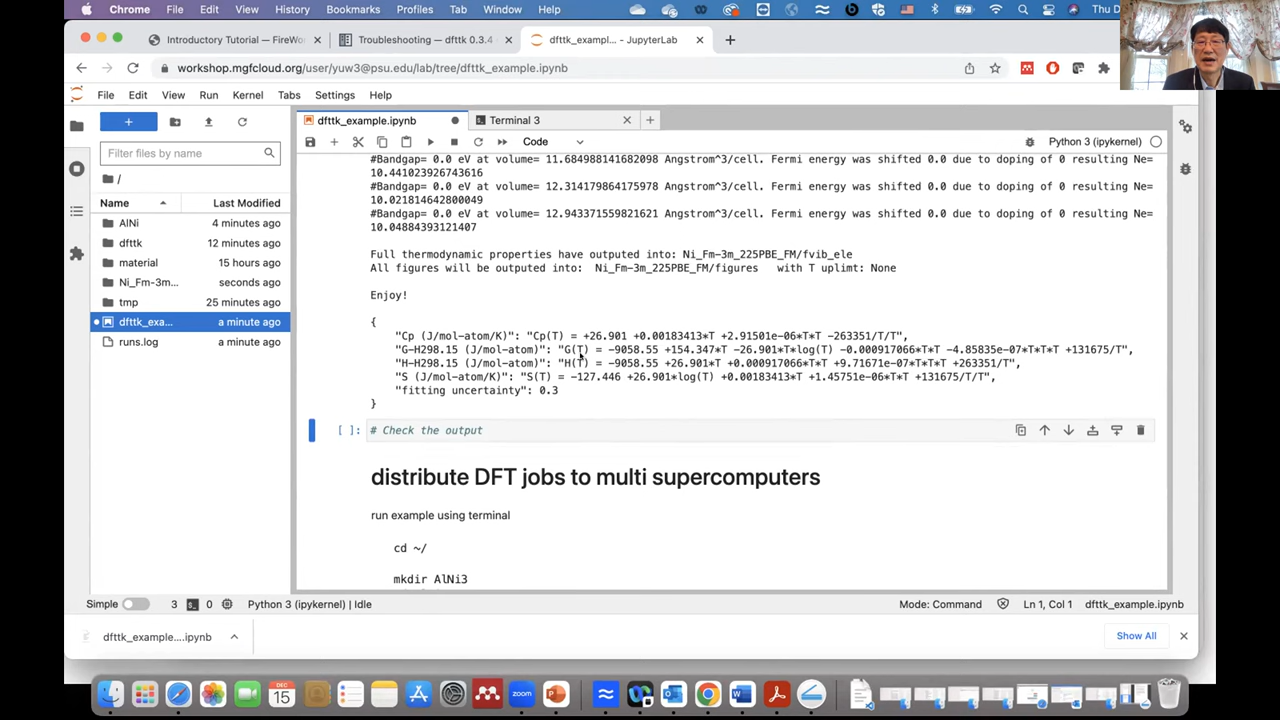 Chrome File Edit View History Bookmarks Profiles Tab Window Help Thu D
Introductory Tutorial — FireWor
Troubleshooting — dfttk 0.3.4
dfttk_exampl... - JupyterLab
workshop.mgfcloud.org/user/yuw3@psu.edu/lab/tree/dfttk_example.ipynb
File Edit View Run Kernel Tabs Settings Help
dfttk_example.ipynb
Terminal 3
Code
Python 3 (ipykernel)
Filter files by name
/
Name Last Modified
AlNi 4 minutes ago
dfttk 12 minutes ago
material 15 hours ago
Ni_Fm-3m... seconds ago
tmp 25 minutes ago
dfttk_exa... a minute ago
runs.log a minute ago
#Bandgap= 0.0 eV at volume= 11.684988141682098 Angstrom^3/cell. Fermi energy was shifted 0.0 due to doping of 0 resulting Ne=
10.441023926743616
#Bandgap= 0.0 eV at volume= 12.314179864175978 Angstrom^3/cell. Fermi energy was shifted 0.0 due to doping of 0 resulting Ne=
10.021814642800049
#Bandgap= 0.0 eV at volume= 12.943371559821621 Angstrom^3/cell. Fermi energy was shifted 0.0 due to doping of 0 resulting Ne=
10.04884393121407
Full thermodynamic properties have outputed into: Ni_Fm-3m_225PBE_FM/fvib_ele
All figures will be outputed into: Ni_Fm-3m_225PBE_FM/figures with T uplimt: None
Enjoy!
{
"Cp (J/mol-atom/K)": "Cp(T) = +26.901 +0.00183413*T +2.91501e-06*T*T -263351/T/T",
"G-H298.15 (J/mol-atom)": "G(T) = -9058.55 +154.347*T -26.901*T*log(T) -0.000917066*T*T -4.85835e-07*T*T*T +131675/T",
"H-H298.15 (J/mol-atom)": "H(T) = -9058.55 +26.901*T +0.000917066*T*T +9.71671e-07*T*T*T +263351/T",
"S (J/mol-atom/K)": "S(T) = -127.446 +26.901*log(T) +0.00183413*T +1.45751e-06*T*T +131675/T/T",
"fitting uncertainty": 0.3
}
[ ]: # Check the output
distribute DFT jobs to multi supercomputers
run example using terminal
cd ~/
mkdir AlNi3
Simple 3 0 Python 3 (ipykernel) | Idle Mode: Command Ln 1, Col 1 dfttk_example.ipynb
dfttk_example....ipynb
Show All
DEC
15
zoom